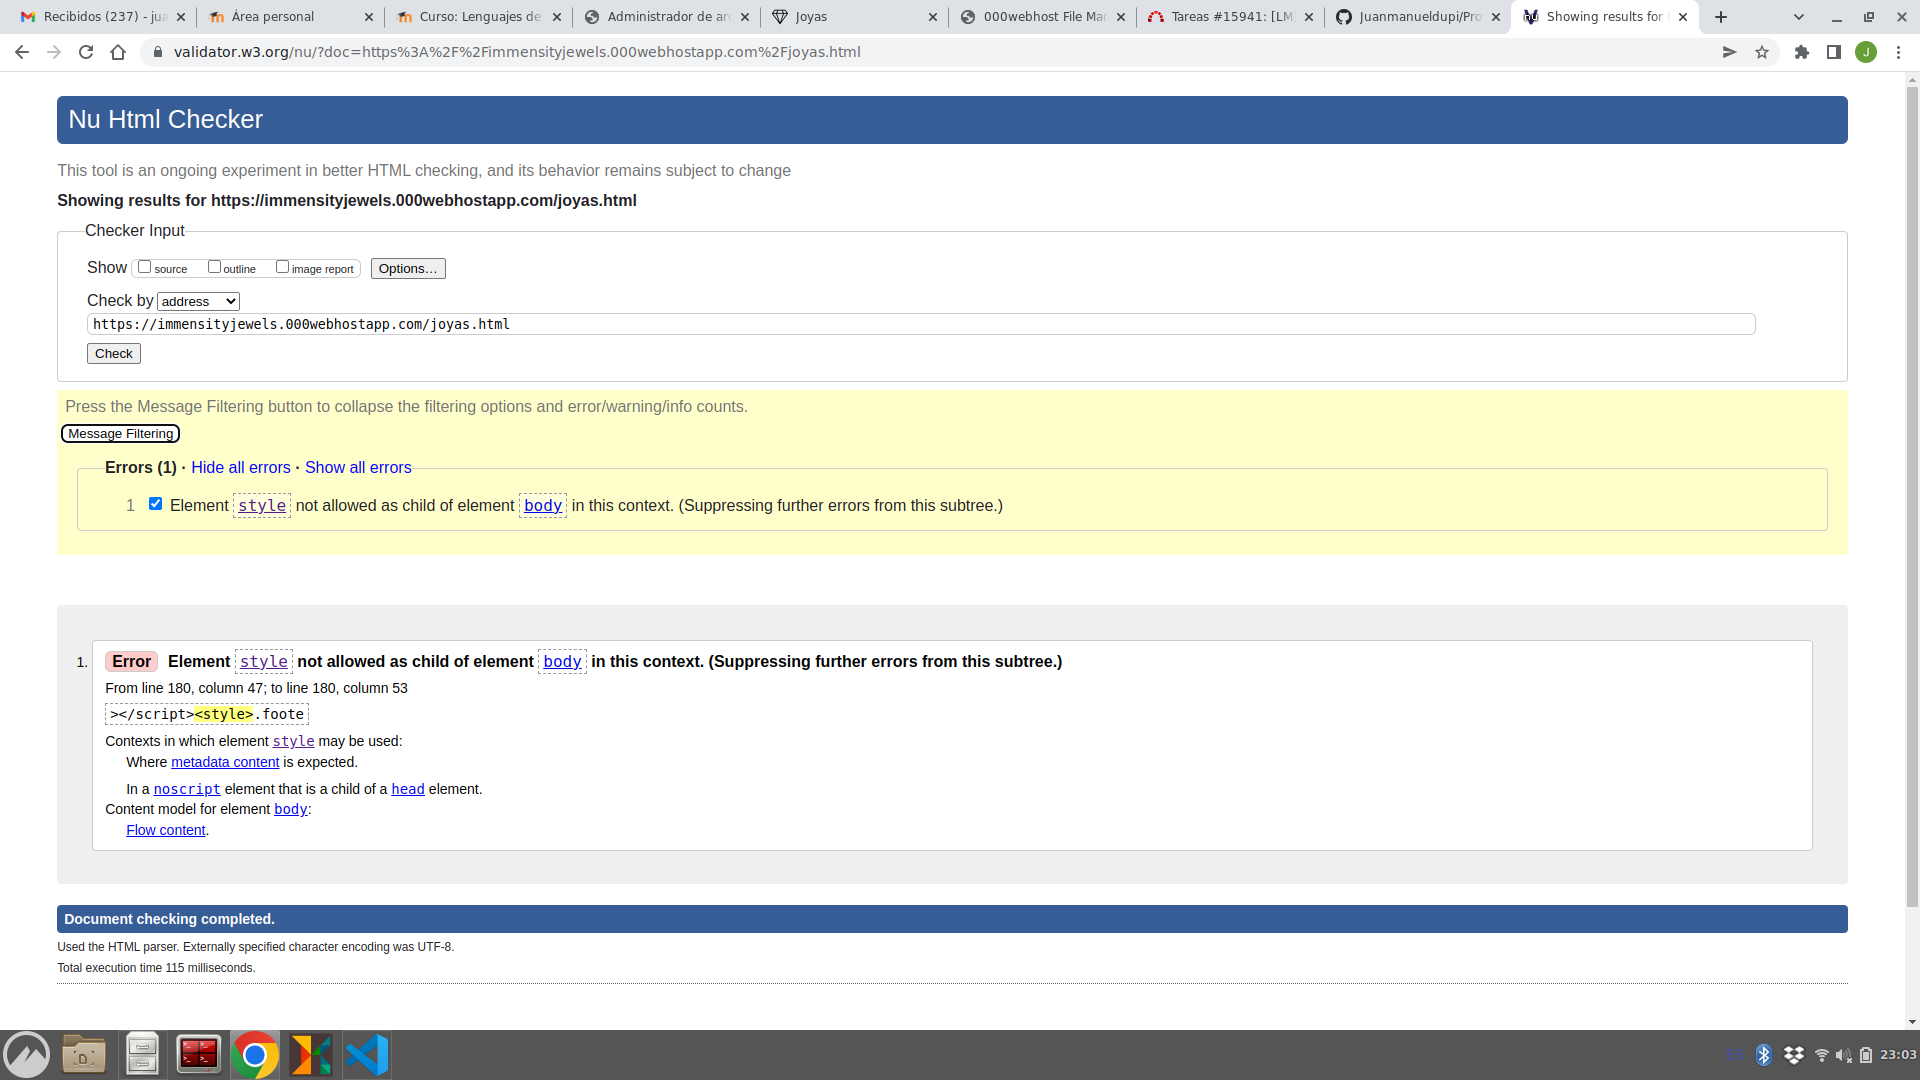 Recibidos (237) - jua
Área personal
Curso: Lenguajes de
Administrador de arc
Joyas
000webhost File Man
Tareas #15941: [LM]
Juanmanueldupi/Pro
Showing results for
validator.w3.org/nu/?doc=https%3A%2F%2Fimmensityjewels.000webhostapp.com%2Fjoyas.html
J
Nu Html Checker
This tool is an ongoing experiment in better HTML checking, and its behavior remains subject to change
Showing results for https://immensityjewels.000webhostapp.com/joyas.html
Checker Input
Show source outline image report Options…
Check by address
https://immensityjewels.000webhostapp.com/joyas.html
Check
Press the Message Filtering button to collapse the filtering options and error/warning/info counts.
Message Filtering
Errors (1) · Hide all errors · Show all errors
1 Element style not allowed as child of element body in this context. (Suppressing further errors from this subtree.)
1. Error Element style not allowed as child of element body in this context. (Suppressing further errors from this subtree.)
From line 180, column 47; to line 180, column 53
></script><style>.foote
Contexts in which element style may be used:
Where metadata content is expected.
In a noscript element that is a child of a head element.
Content model for element body:
Flow content.
Document checking completed.
Used the HTML parser. Externally specified character encoding was UTF-8.
Total execution time 115 milliseconds.
ES
23:03